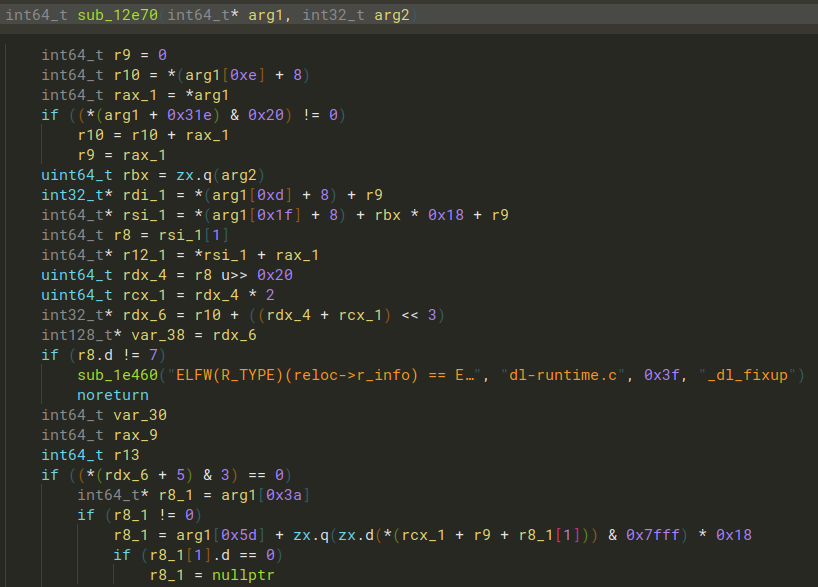 int64_t sub_12e70(int64_t* arg1, int32_t arg2)
int64_t r9 = 0
int64_t r10 = *(arg1[0xe] + 8)
int64_t rax_1 = *arg1
if ((*(arg1 + 0x31e) & 0x20) != 0)
r10 = r10 + rax_1
r9 = rax_1
uint64_t rbx = zx.q(arg2)
int32_t* rdi_1 = *(arg1[0xd] + 8) + r9
int64_t* rsi_1 = *(arg1[0x1f] + 8) + rbx * 0x18 + r9
int64_t r8 = rsi_1[1]
int64_t* r12_1 = *rsi_1 + rax_1
uint64_t rdx_4 = r8 u>> 0x20
uint64_t rcx_1 = rdx_4 * 2
int32_t* rdx_6 = r10 + ((rdx_4 + rcx_1) << 3)
int128_t* var_38 = rdx_6
if (r8.d != 7)
sub_1e460("ELFW(R_TYPE)(reloc->r_info) == E…", "dl-runtime.c", 0x3f, "_dl_fixup")
noreturn
int64_t var_30
int64_t rax_9
int64_t r13
if ((*(rdx_6 + 5) & 3) == 0)
int64_t* r8_1 = arg1[0x3a]
if (r8_1 != 0)
r8_1 = arg1[0x5d] + zx.q(zx.d(*(rcx_1 + r9 + r8_1[1])) & 0x7fff) * 0x18
if (r8_1[1].d == 0)
r8_1 = nullptr